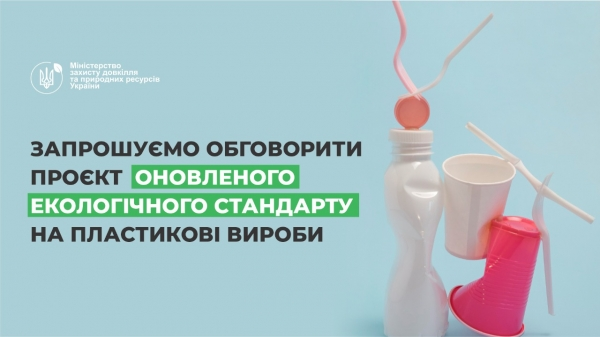 Міністерство
захисту довкілля
та природних ресурсів
України
ЗАПРОШУЄМО ОБГОВОРИТИ
ПРОЄКТ ОНОВЛЕНОГО
ЕКОЛОГІЧНОГО СТАНДАРТУ
НА ПЛАСТИКОВІ ВИРОБИ